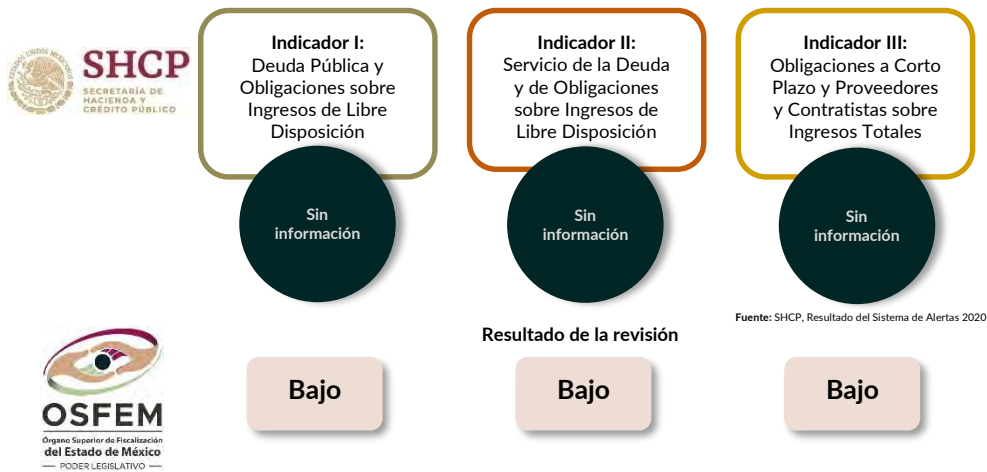 ESTADOS UNIDOS MEXICANOS
SHCP
SECRETARÍA DE
HACIENDA Y
CRÉDITO PÚBLICO
Indicador I:
Deuda Pública y
Obligaciones sobre
Ingresos de Libre
Disposición
Sin
información
Indicador II:
Servicio de la Deuda
y de Obligaciones
sobre Ingresos de
Libre Disposición
Sin
información
Indicador III:
Obligaciones a Corto
Plazo y Proveedores
y Contratistas sobre
Ingresos Totales
Sin
información
Fuente: SHCP, Resultado del Sistema de Alertas 2020
Resultado de la revisión
OSFEM
Órgano Superior de Fiscalización
del Estado de México
PODER LEGISLATIVO
Bajo
Bajo
Bajo